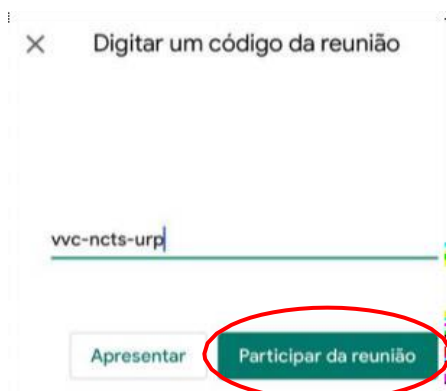 Digitar um código da reunião
vvc-ncts-urp
Apresentar Participar da reunião